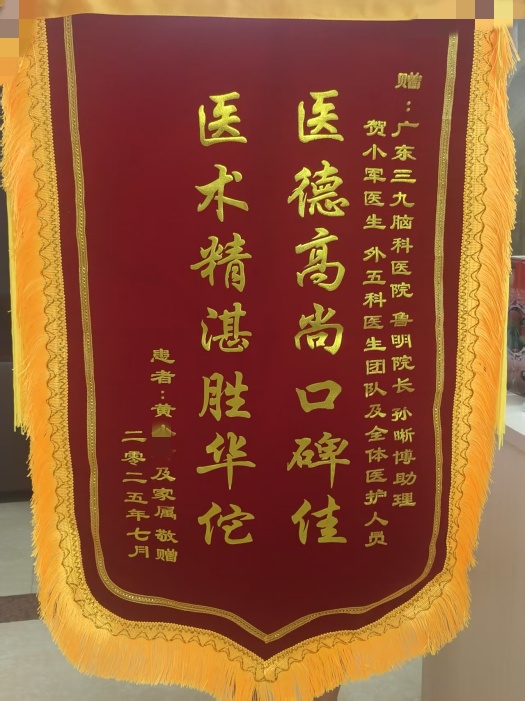 赠：广东三九脑科医院 鲁明院长 孙晰博助理
贺小军医生 外五科医生团队及全体医护人员
医德高尚口碑佳
医术精湛胜华佗
患者：黄 及家属 敬赠
二零二五年七月